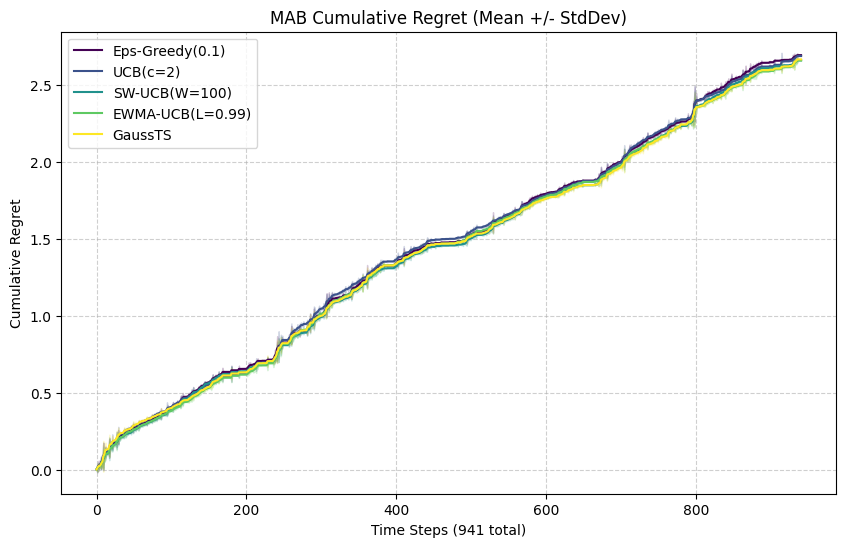 MAB Cumulative Regret (Mean +/- StdDev)
Eps-Greedy(0.1)
UCB(c=2)
SW-UCB(W=100)
EWMA-UCB(L=0.99)
GaussTS
Cumulative Regret
2.5
2.0
1.5
1.0
0.5
0.0
0 200 400 600 800
Time Steps (941 total)